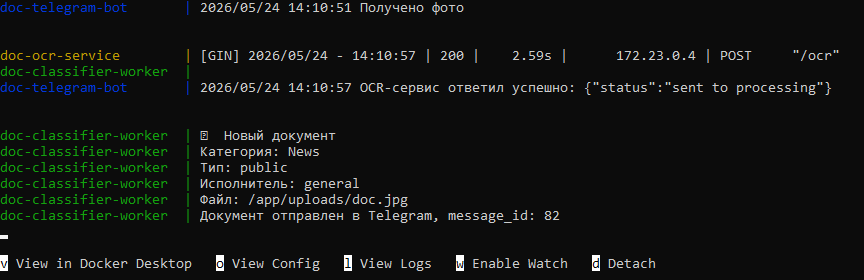 doc-telegram-bot | 2026/05/24 14:10:51 Получено фото
doc-ocr-service | [GIN] 2026/05/24 - 14:10:57 | 200 | 2.59s | 172.23.0.4 | POST "/ocr"
doc-classifier-worker |
doc-telegram-bot | 2026/05/24 14:10:57 OCR-сервис ответил успешно: {"status":"sent to processing"}
doc-classifier-worker | Новый документ
doc-classifier-worker | Категория: News
doc-classifier-worker | Тип: public
doc-classifier-worker | Исполнитель: general
doc-classifier-worker | Файл: /app/uploads/doc.jpg
doc-classifier-worker | Документ отправлен в Telegram, message_id: 82
v View in Docker Desktop o View Config l View Logs w Enable Watch d Detach